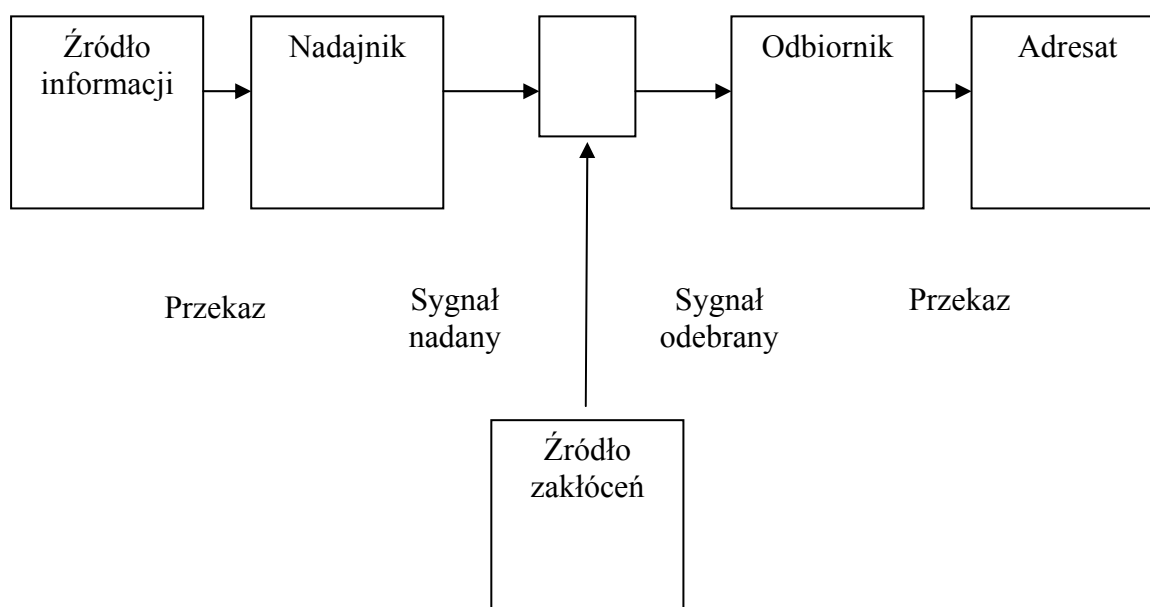 Źródło
informacji
Nadajnik
Odbiornik
Adresat
Przekaz
Sygnał
nadany
Sygnał
odebrany
Przekaz
Źródło
zakłóceń